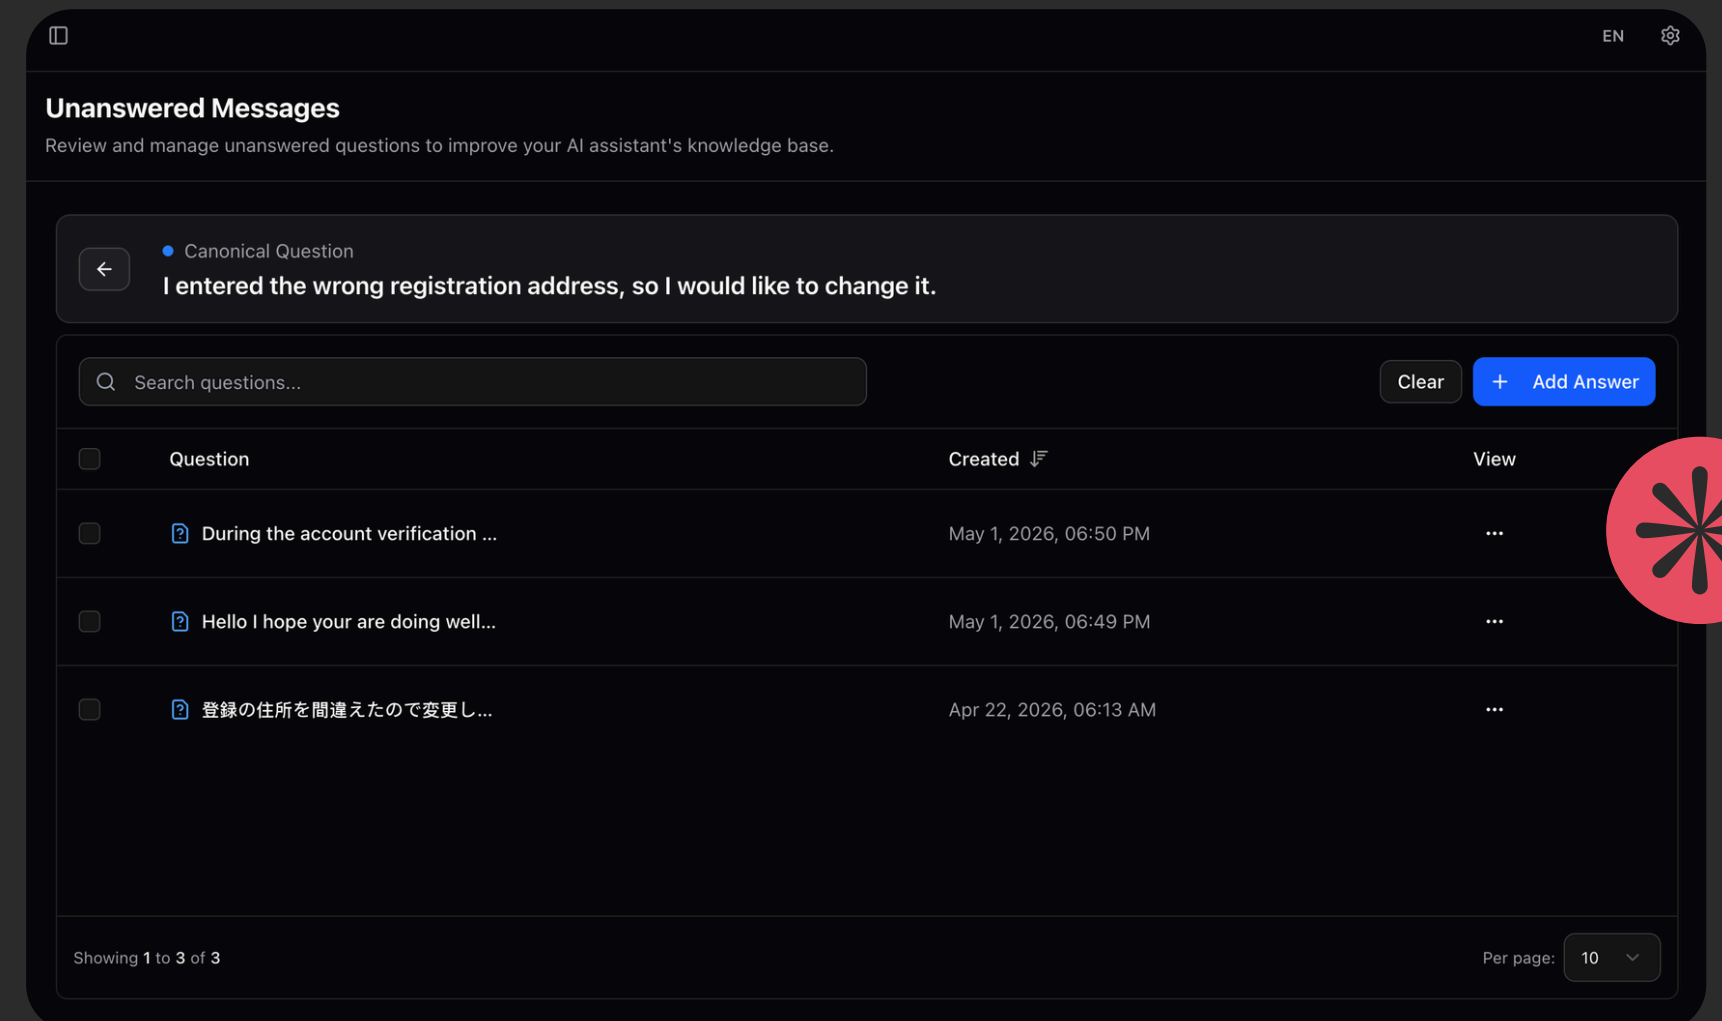 EN
Unanswered Messages
Review and manage unanswered questions to improve your AI assistant's knowledge base.
Canonical Question
I entered the wrong registration address, so I would like to change it.
Search questions...
Clear
+ Add Answer
Question
Created
View
During the account verification ...
May 1, 2026, 06:50 PM
...
Hello I hope your are doing well...
May 1, 2026, 06:49 PM
...
登録の住所を間違えたので変更し...
Apr 22, 2026, 06:13 AM
...
Showing 1 to 3 of 3
Per page:
10